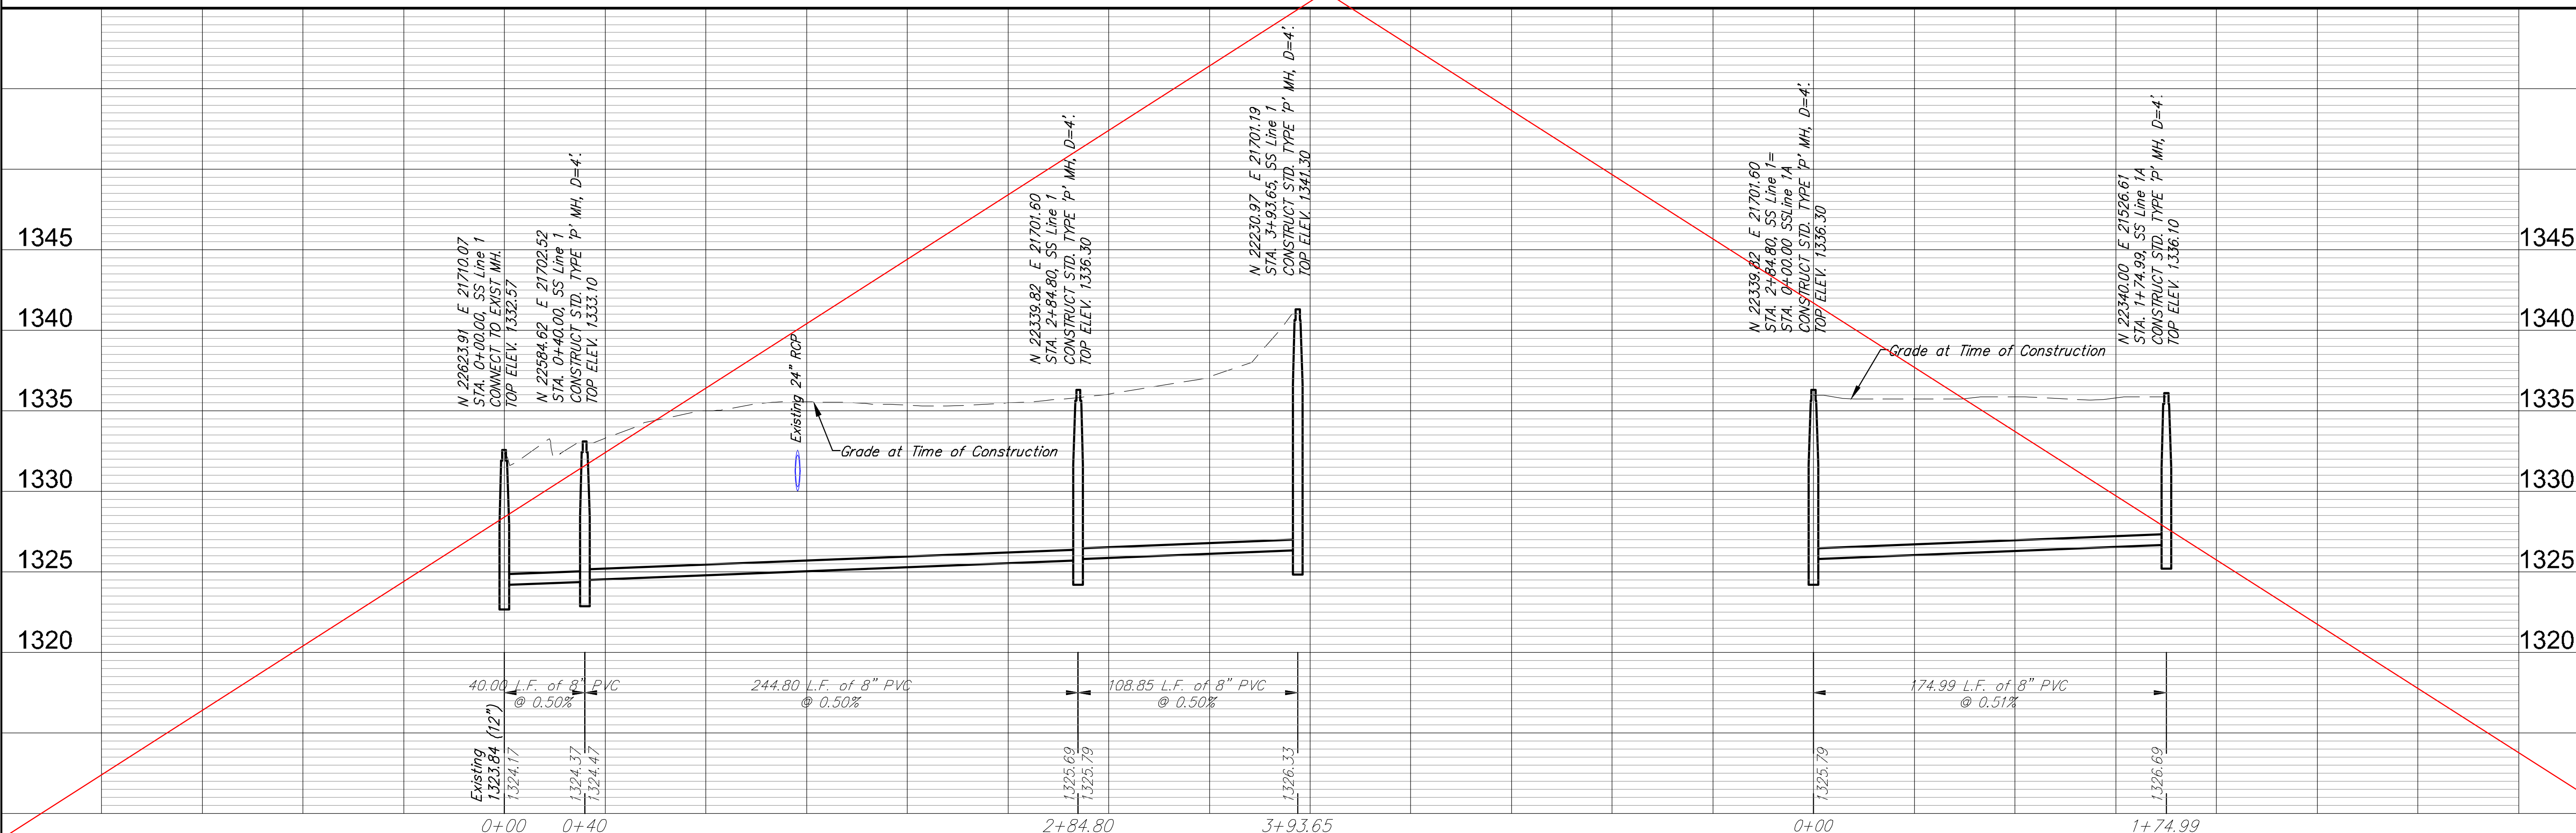 1345
1340
1335
1330
1325
1320
N 22623.91 E 21710.07
STA. 0+00.00, SS Line 1
CONNECT TO EXIST MH.
TOP ELEV. 1332.57
N 22584.62 E 21702.52
STA. 0+40.00, SS Line 1
CONSTRUCT STD. TYPE 'P' MH, D=4'.
TOP ELEV. 1333.10
Existing 24" RCP
Grade at Time of Construction
N 22339.82 E 21701.60
STA. 2+84.80, SS Line 1
CONSTRUCT STD. TYPE 'P' MH, D=4'.
TOP ELEV. 1336.30
N 22230.97 E 21701.19
STA. 3+93.65, SS Line 1
CONSTRUCT STD. TYPE 'P' MH, D=4'.
TOP ELEV. 1341.30
N 22339.82 E 21701.60
STA. 2+84.80, SS Line 1=
STA. 0+00.00 SSLine 1A
CONSTRUCT STD. TYPE 'P' MH, D=4'.
TOP ELEV. 1336.30
Grade at Time of Construction
N 22340.00 E 21526.61
STA. 1+74.99, SS Line 1A
CONSTRUCT STD. TYPE 'P' MH, D=4'.
TOP ELEV. 1336.10
1345
1340
1335
1330
1325
1320
40.00 L.F. of 8" PVC
@ 0.50%
244.80 L.F. of 8" PVC
@ 0.50%
108.85 L.F. of 8" PVC
@ 0.50%
174.99 L.F. of 8" PVC
@ 0.51%
Existing
1323.84 (12")
1324.17
1324.37
1324.47
1325.69
1325.79
1326.33
1325.79
1326.69
0+00
0+40
2+84.80
3+93.65
0+00
1+74.99